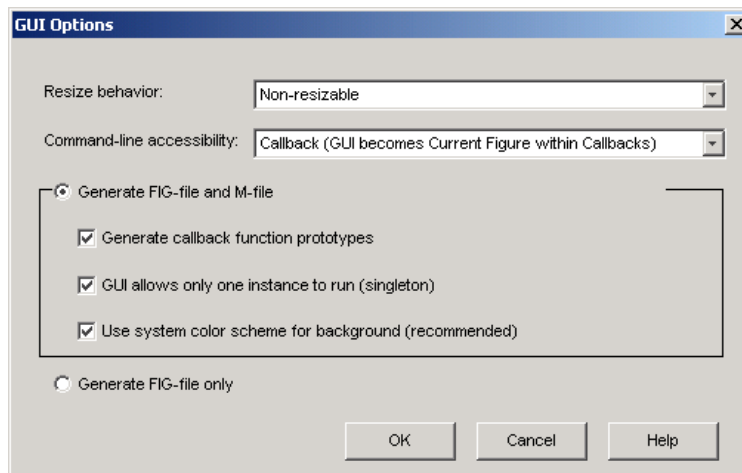 GUI Options
Resize behavior: Non-resizable
Command-line accessibility: Callback (GUI becomes Current Figure within Callbacks)
Generate FIG-file and M-file
Generate callback function prototypes
GUI allows only one instance to run (singleton)
Use system color scheme for background (recommended)
Generate FIG-file only
OK Cancel Help